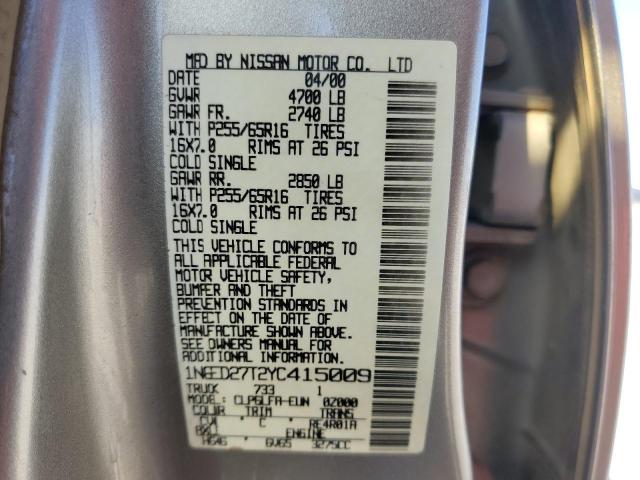 MFD BY NISSAN MOTOR CO. LTD
DATE 04/00
GVWR 4700 LB
GAWR FR. 2740 LB
WITH P255/65R16 TIRES
16X7.0 RIMS AT 26 PSI
COLD SINGLE
GAWR RR. 2850 LB
WITH P255/65R16 TIRES
16X7.0 RIMS AT 26 PSI
COLD SINGLE
THIS VEHICLE CONFORMS TO
ALL APPLICABLE FEDERAL
MOTOR VEHICLE SAFETY,
BUMPER AND THEFT
PREVENTION STANDARDS IN
EFFECT ON THE DATE OF
MANUFACTURE SHOWN ABOVE.
SEE OWNERS MANUAL FOR
ADDITIONAL INFORMATION
1N6ED27T2YC415009
TRUCK 733 1
MODEL: CLPGLFA-EUN 0Z000
COLOR TRIM TRANS
C RE4R01A
ENGINE
H646 GV65 3275CC